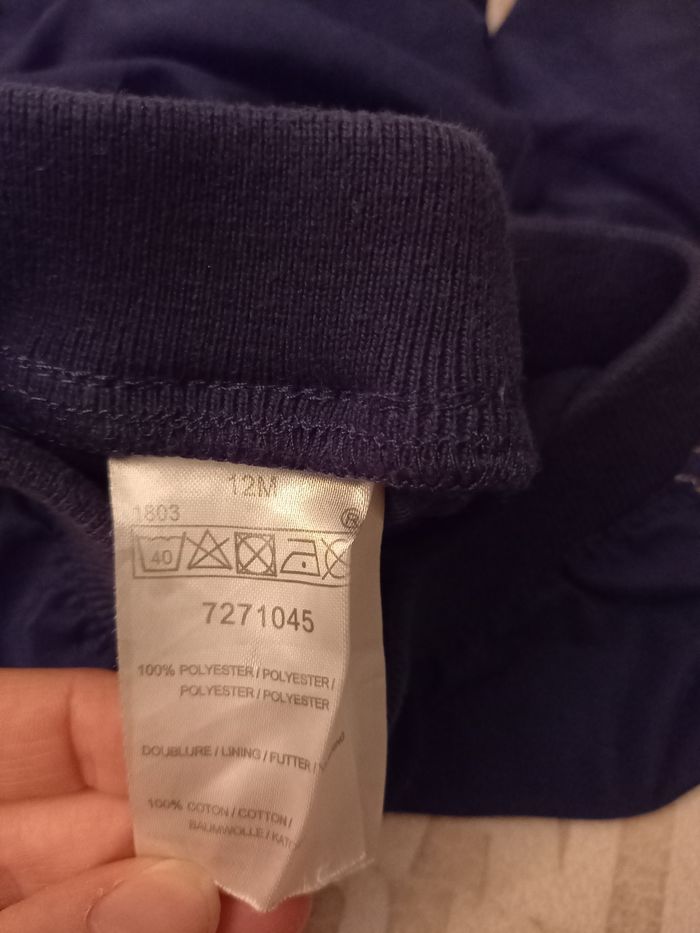 12M
1803
®
40
7271045
100% POLYESTER / POLYESTER /
POLYESTER / POLYESTER
DOUBLURE / LINING / FUTTER /
100% COTON / COTTON /
BAUMWOLLE /